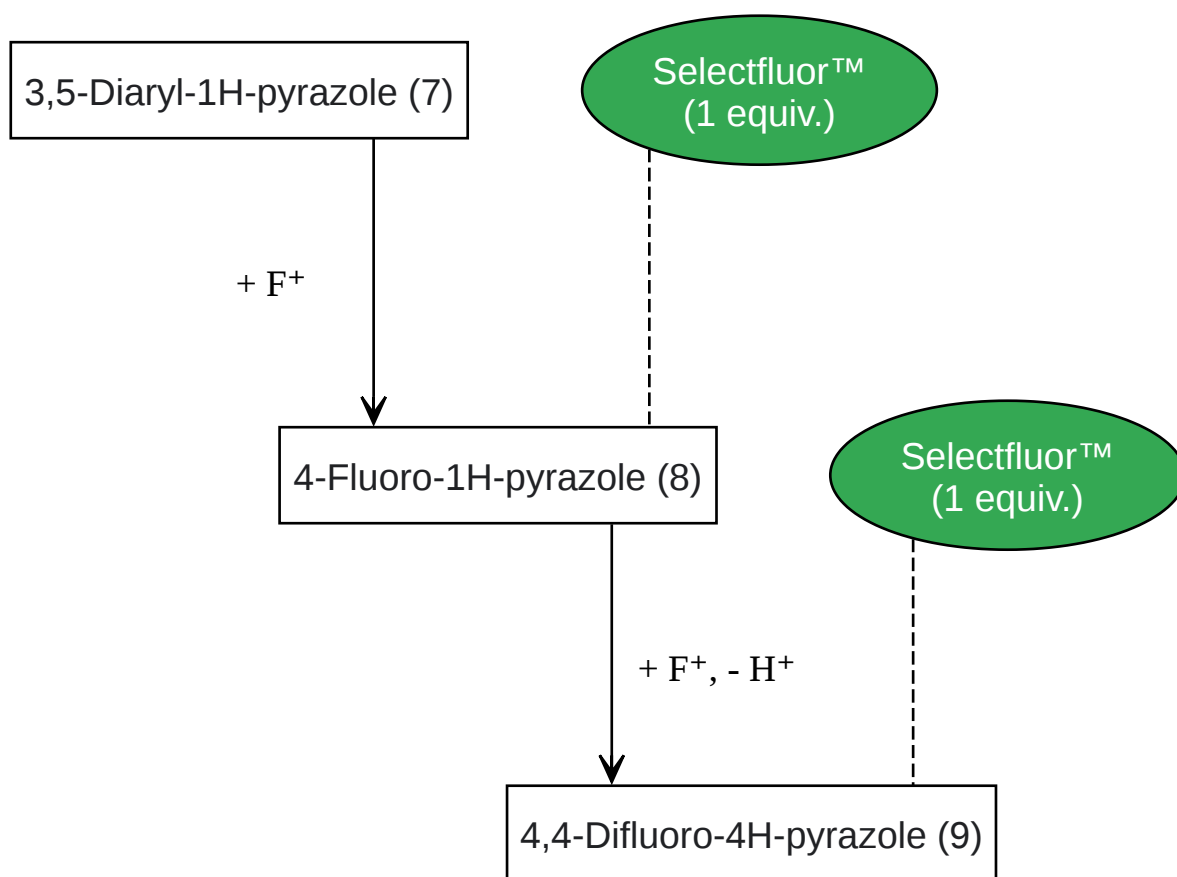 3,5-Diaryl-1H-pyrazole (7)
Selectfluor™
(1 equiv.)
+ F⁺
4-Fluoro-1H-pyrazole (8)
Selectfluor™
(1 equiv.)
+ F⁺, - H⁺
4,4-Difluoro-4H-pyrazole (9)